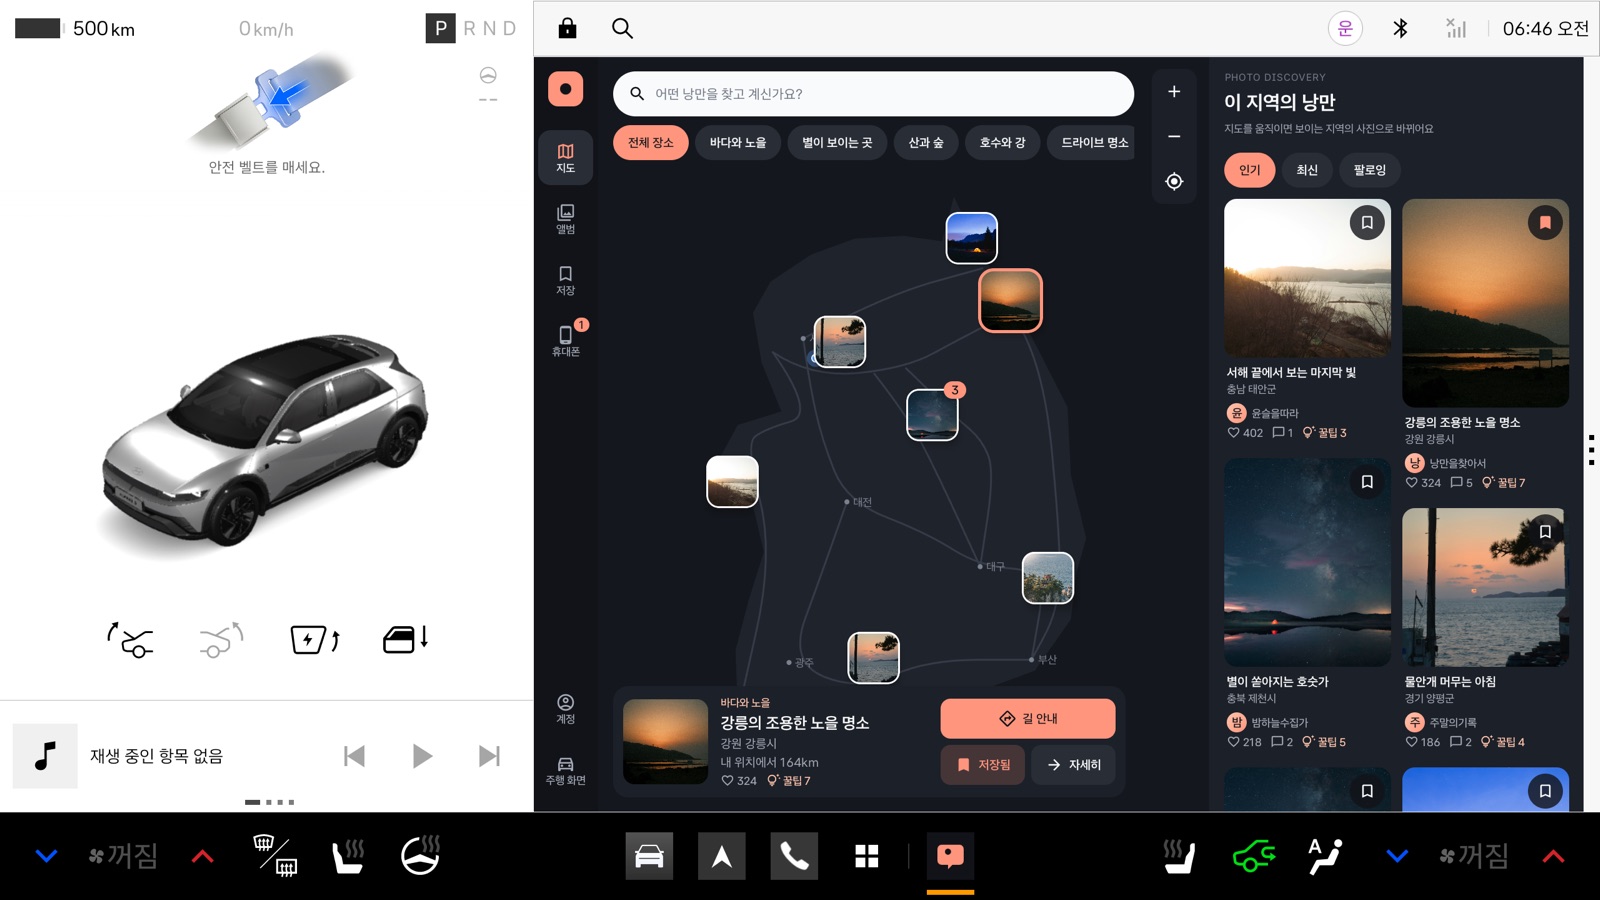 500 km
0 km/h
P R N D
안전 벨트를 매세요.
재생 중인 항목 없음
운
06:46 오전
어떤 낭만을 찾고 계신가요?
전체 장소
바다와 노을
별이 보이는 곳
산과 숲
호수와 강
드라이브 명소
지도
앨범
저장
1
휴대폰
계정
주행 화면
3
대전
대구
광주
부산
바다와 노을
강릉의 조용한 노을 명소
강원 강릉시
내 위치에서 164km
324 꿀팁 7
길 안내
저장됨
자세히
PHOTO DISCOVERY
이 지역의 낭만
지도를 움직이면 보이는 지역의 사진으로 바뀌어요
인기
최신
팔로잉
서해 끝에서 보는 마지막 빛
충남 태안군
윤 윤슬을따라
402 1 꿀팁 3
강릉의 조용한 노을 명소
강원 강릉시
낭 낭만을찾아서
324 5 꿀팁 7
별이 쏟아지는 호숫가
충북 제천시
밤 밤하늘수집가
218 2 꿀팁 5
물안개 머무는 아침
경기 양평군
주 주말의기록
186 2 꿀팁 4
꺼짐
A
꺼짐